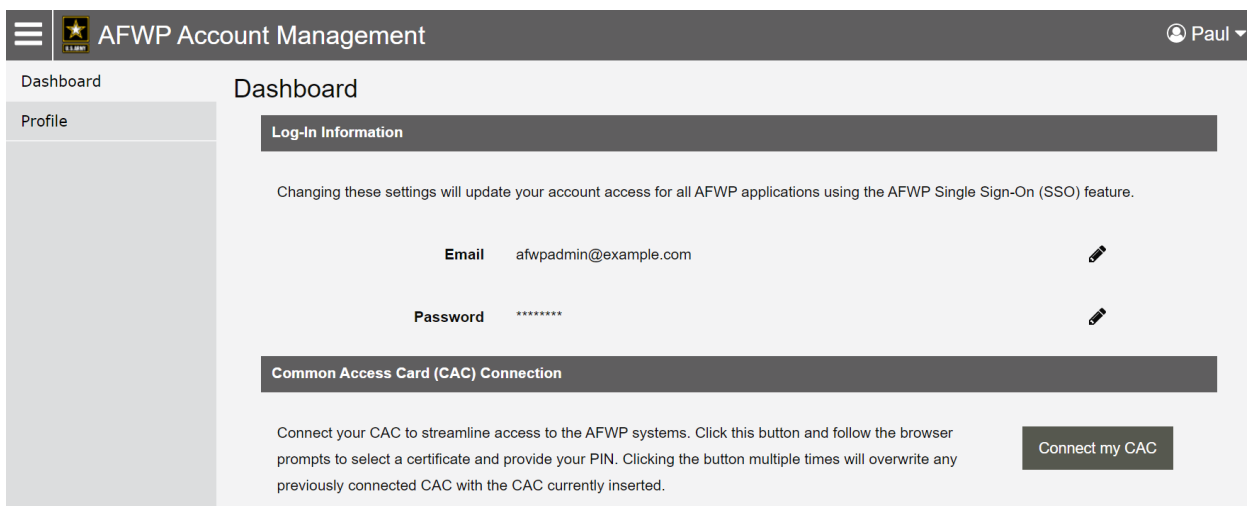 U.S.ARMY
AFWP Account Management
Paul
Dashboard
Profile
Dashboard
Log-In Information
Changing these settings will update your account access for all AFWP applications using the AFWP Single Sign-On (SSO) feature.
Email afwpadmin@example.com
Password ********
Common Access Card (CAC) Connection
Connect your CAC to streamline access to the AFWP systems. Click this button and follow the browser
prompts to select a certificate and provide your PIN. Clicking the button multiple times will overwrite any
previously connected CAC with the CAC currently inserted.
Connect my CAC